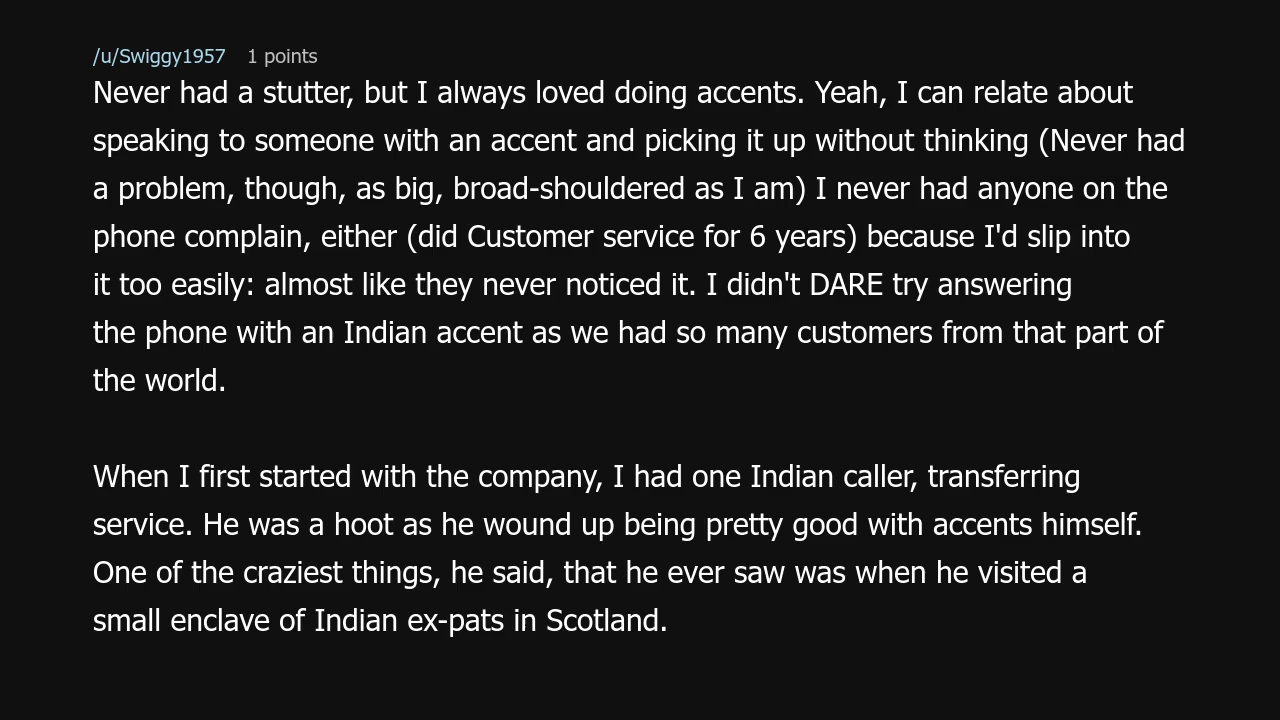 /u/Swiggy1957 1 points
Never had a stutter, but I always loved doing accents. Yeah, I can relate about
speaking to someone with an accent and picking it up without thinking (Never had
a problem, though, as big, broad-shouldered as I am) I never had anyone on the
phone complain, either (did Customer service for 6 years) because I'd slip into
it too easily: almost like they never noticed it. I didn't DARE try answering
the phone with an Indian accent as we had so many customers from that part of
the world.
When I first started with the company, I had one Indian caller, transferring
service. He was a hoot as he wound up being pretty good with accents himself.
One of the craziest things, he said, that he ever saw was when he visited a
small enclave of Indian ex-pats in Scotland.